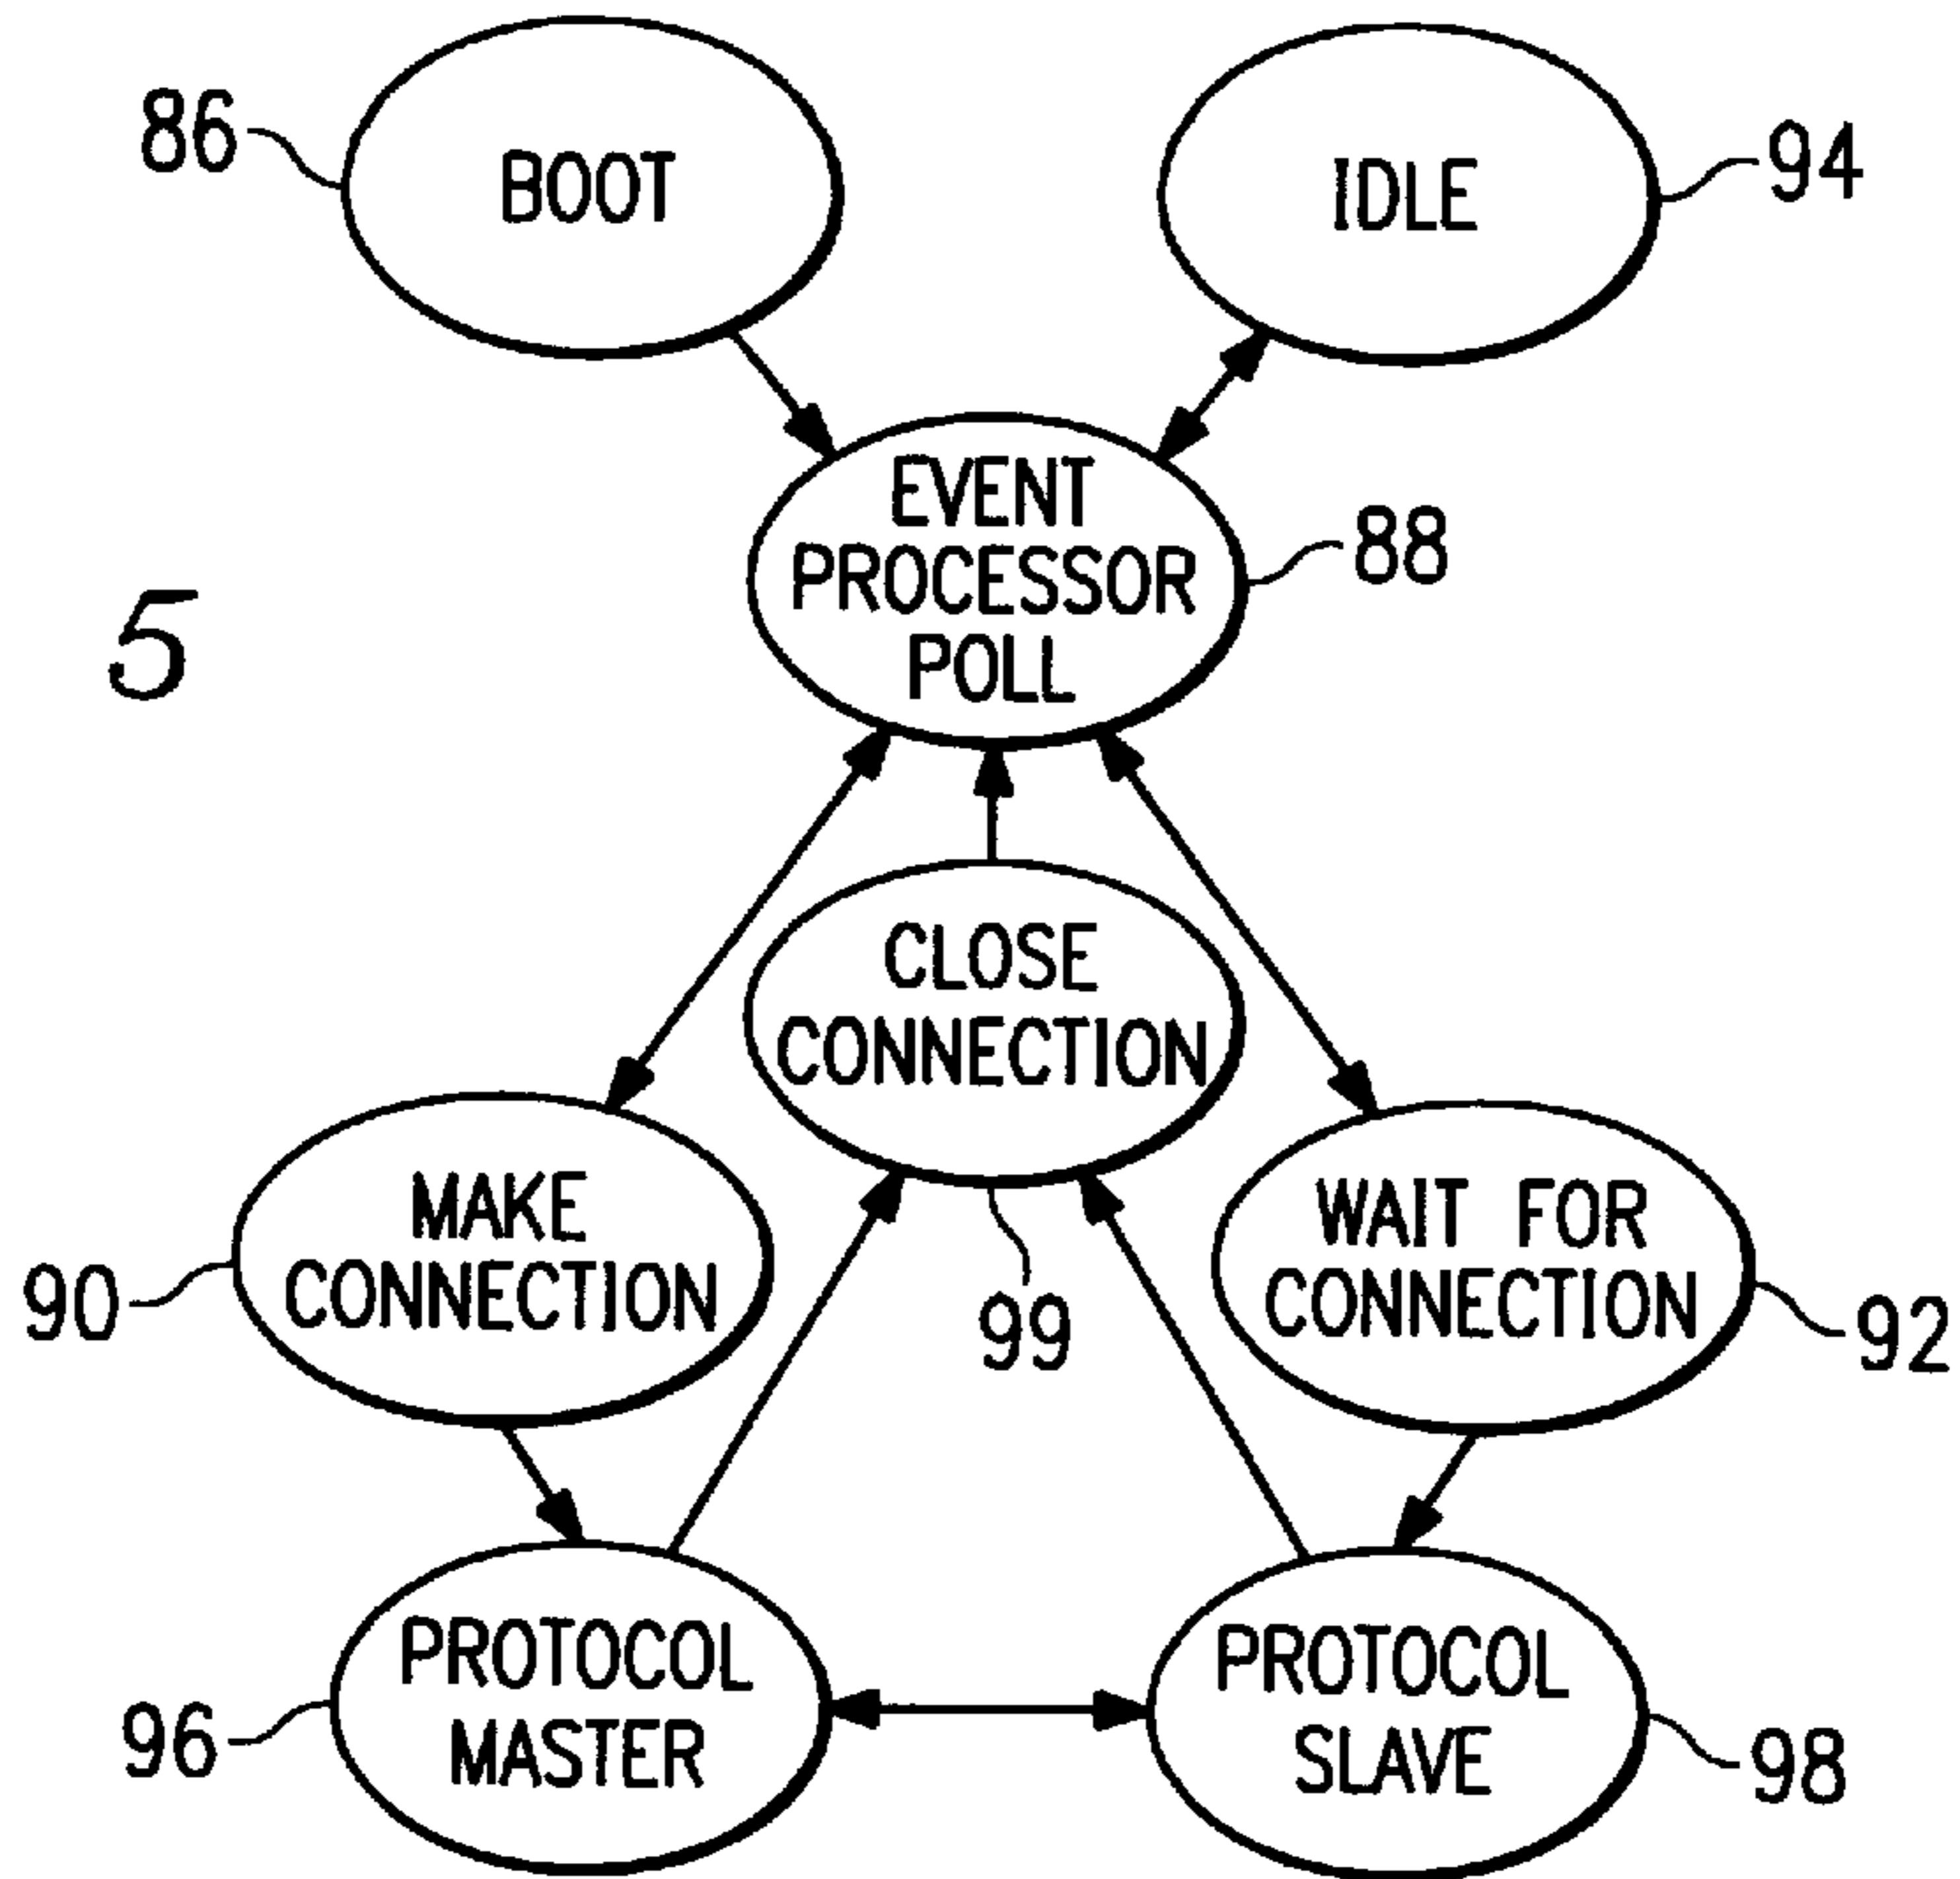 86
BOOT
IDLE
94
EVENT
PROCESSOR
POLL
88
5
CLOSE
CONNECTION
99
MAKE
CONNECTION
90
WAIT FOR
CONNECTION
92
PROTOCOL
MASTER
96
PROTOCOL
SLAVE
98